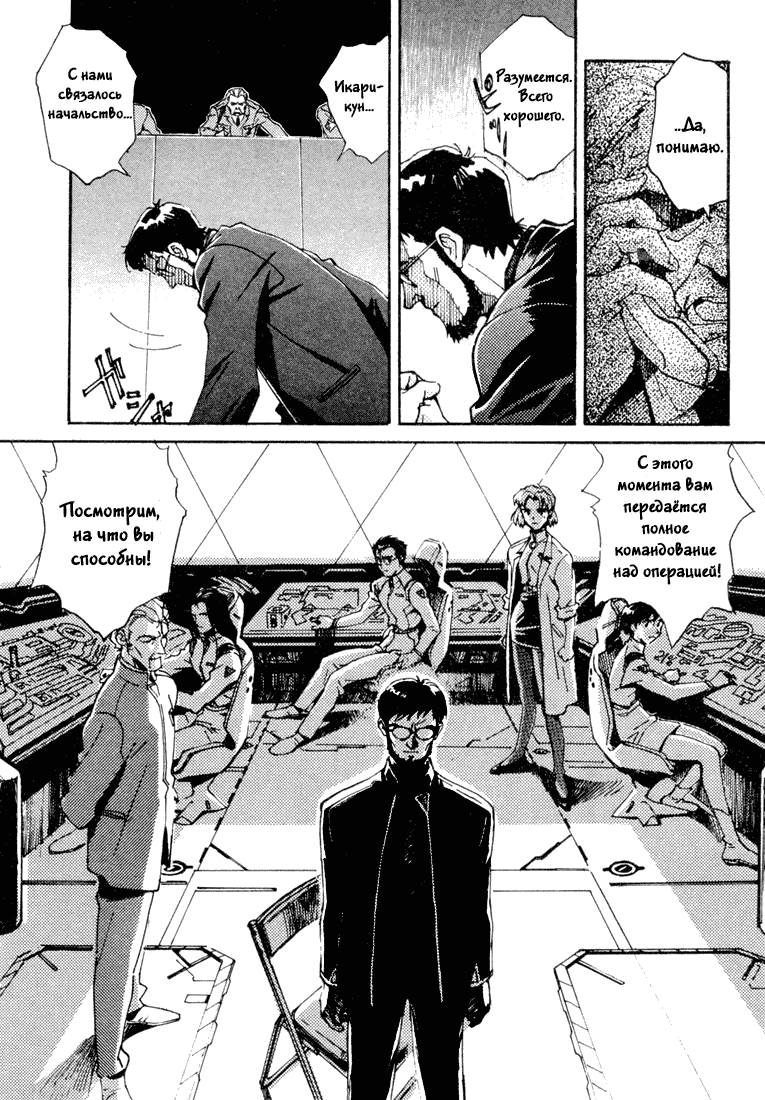 ..Да,
понимаю.
Разумеется.
Всего
хорошего.
Икари-
кун...
С нами
связалось
начальство...
С этого
момента вам
передаётся
полное
командование
над операцией!
Посмотрим,
на что вы
способны!